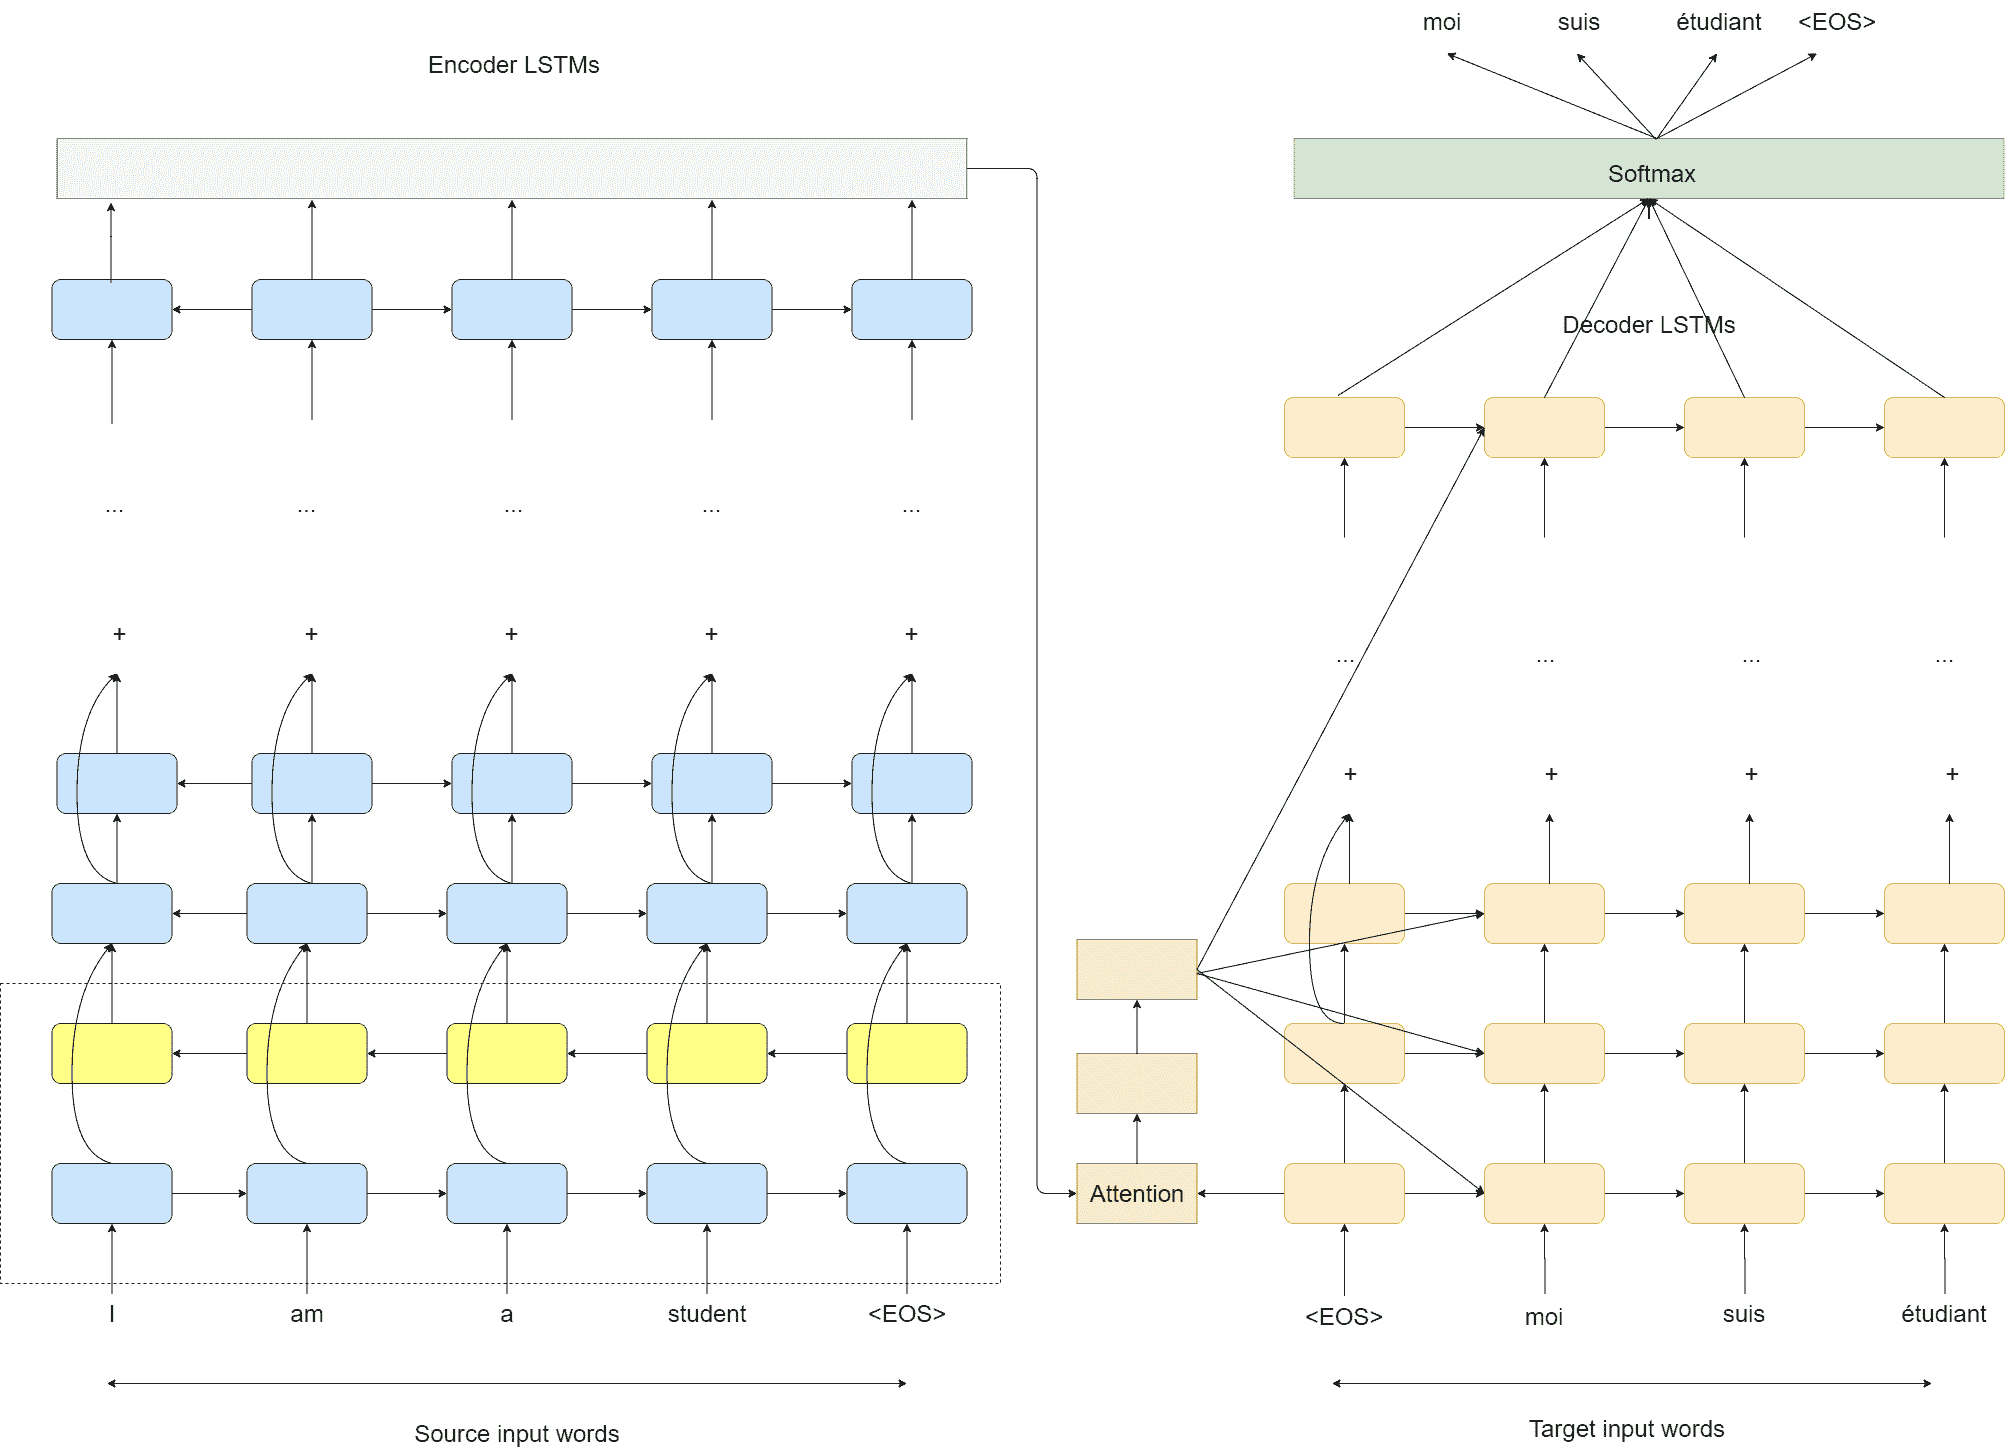 moi suis étudiant <EOS>
Encoder LSTMs
Softmax
Decoder LSTMs
... ... ... ... ...
+ + + + +
... ... ... ...
+ + + +
Attention
I am a student <EOS>
<EOS> moi suis étudiant
Source input words
Target input words